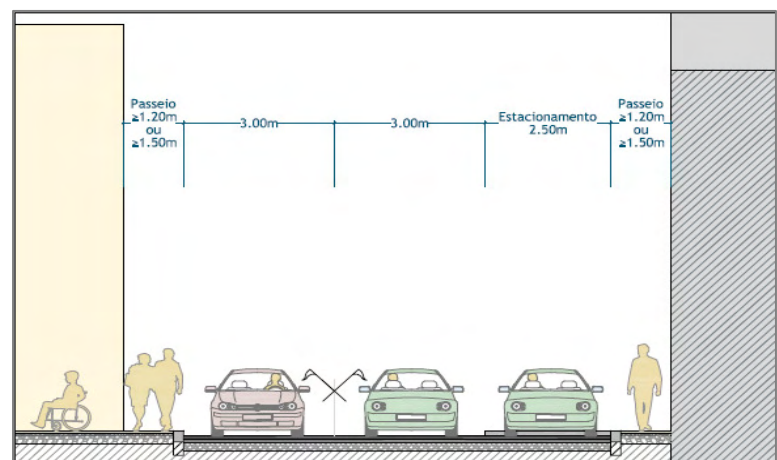 Passeio
≥1.20m
ou
≥1.50m
3.00m
3.00m
Estacionamento
2.50m
Passeio
≥1.20m
ou
≥1.50m